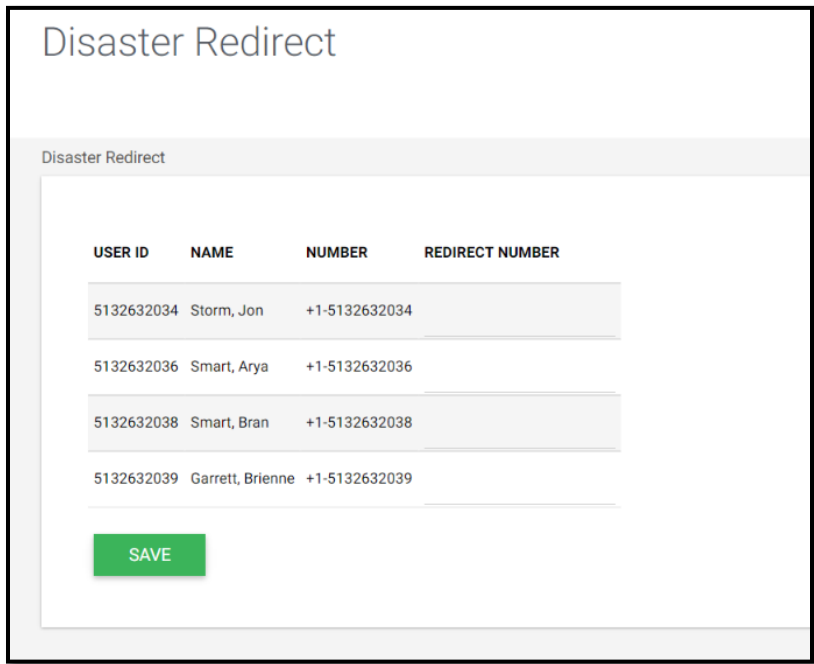 Disaster Redirect
Disaster Redirect
USER ID NAME NUMBER REDIRECT NUMBER
5132632034 Storm, Jon +1-5132632034
5132632036 Smart, Arya +1-5132632036
5132632038 Smart, Bran +1-5132632038
5132632039 Garrett, Brienne +1-5132632039
SAVE